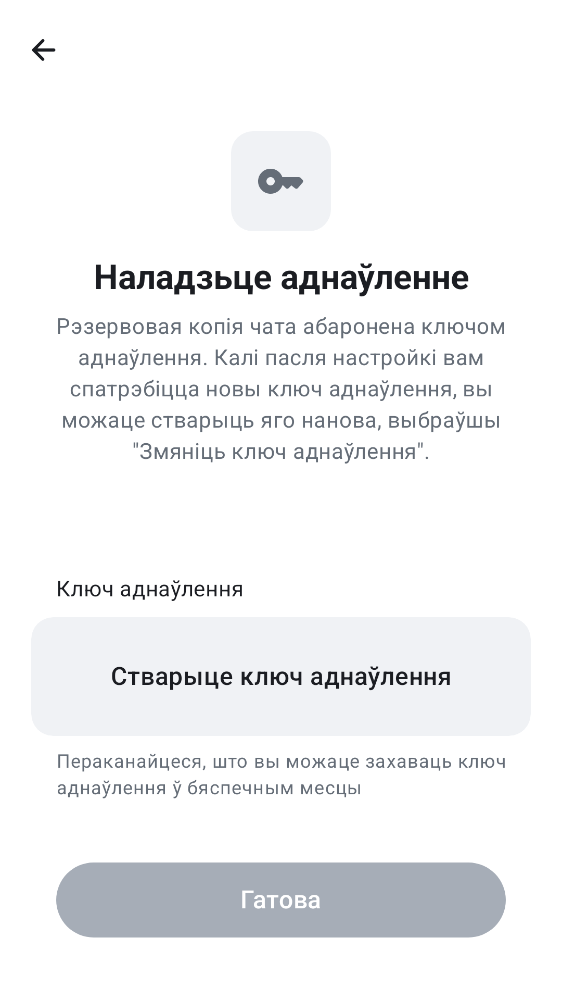 Наладзьце аднаўленне
Рэзервовая копія чата абаронена ключом
аднаўлення. Калі пасля настройкі вам
спатрэбіцца новы ключ аднаўлення, вы
можаце стварыць яго нанова, выбраўшы
"Змяніць ключ аднаўлення".
Ключ аднаўлення
Стварыце ключ аднаўлення
Пераканайцеся, што вы можаце захаваць ключ
аднаўлення ў бяспечным месцы
Гатова